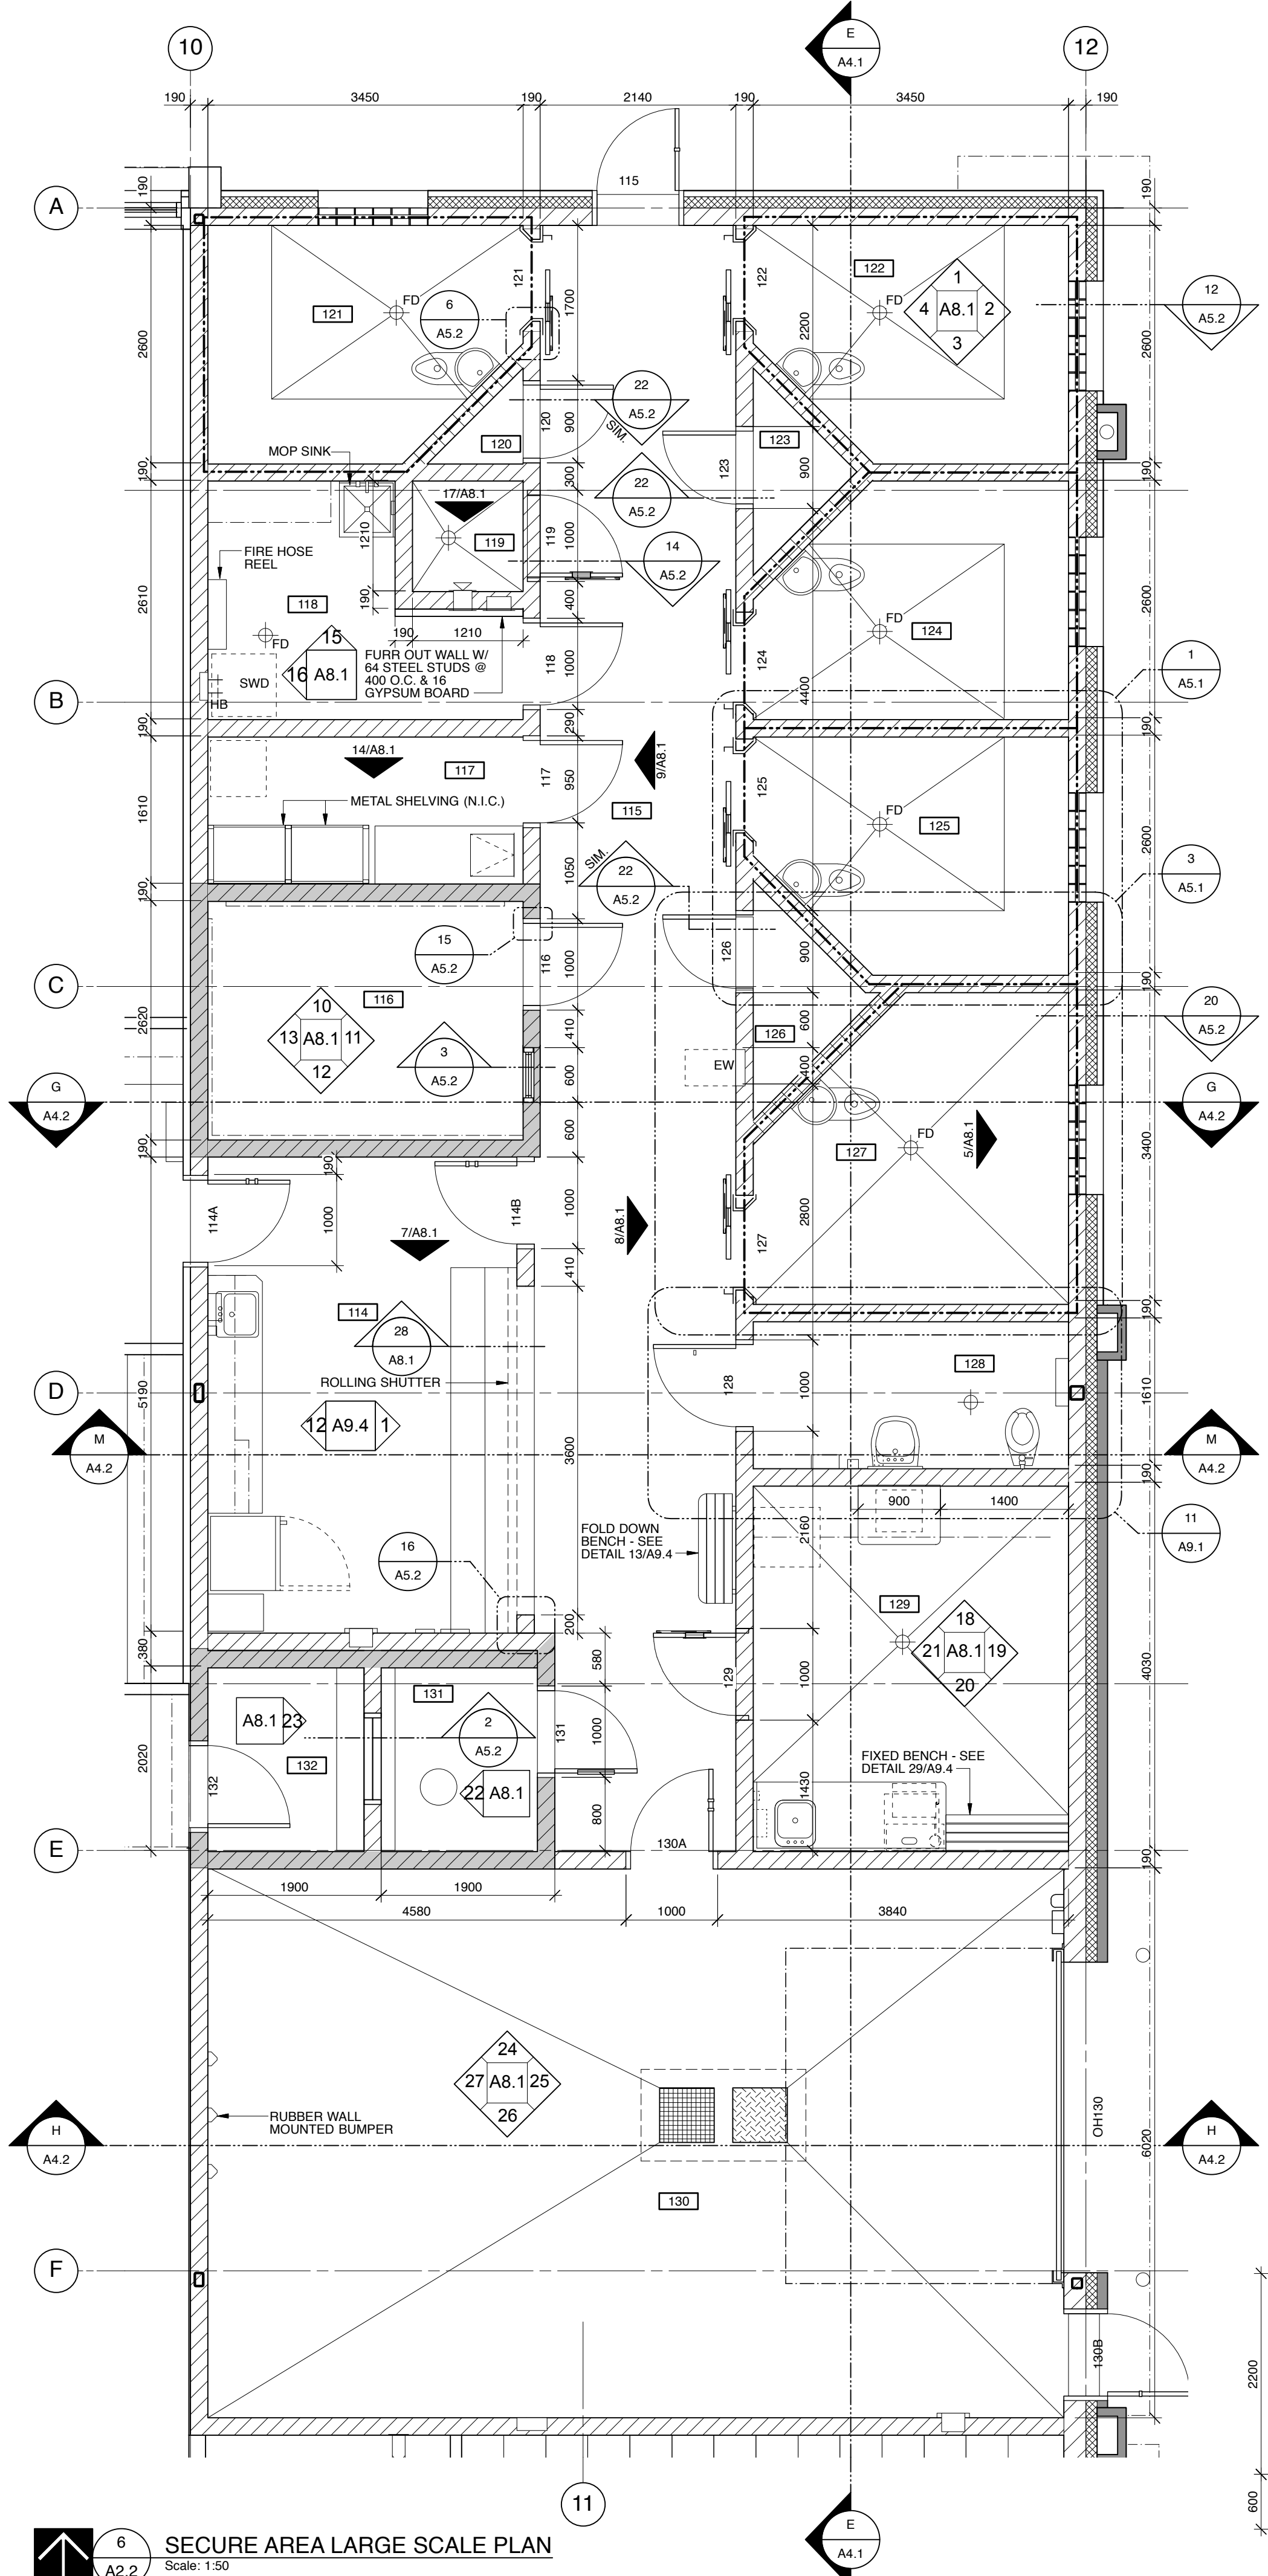 10
E
A4.1
12
190
3450
190
2140
190
3450
190
115
A
190
190
121
1700
122
122
2200
1
4 A8.1 2
3
12
A5.2
FD
121
6
A5.2
FD
2600
2600
22
A5.2
SIM.
120
900
120
123
123
900
MOP SINK
190
300
190
22
A5.2
17/A8.1
1210
119
119
1000
14
A5.2
FIRE HOSE
REEL
2610
118
190
400
2600
124
FD
190
1210
15
16 A8.1
FD
FURR OUT WALL W/
64 STEEL STUDS @
400 O.C. & 16
GYPSUM BOARD
118
1000
124
1
A5.1
SWD
HB
B
4400
190
290
190
14/A8.1
117
117
950
9/A8.1
125
METAL SHELVING (N.I.C.)
115
FD
125
1610
2600
SIM.
22
A5.2
1050
3
A5.1
190
15
A5.2
116
1000
126
900
C
190
116
10
13 A8.1 11
12
2620
410
600
20
A5.2
126
3
A5.2
EW
400
600
G
A4.2
G
A4.2
600
FD
127
5/A8.1
3400
190
190
114A
1000
114B
1000
2800
7/A8.1
8/A8.1
127
410
114
28
A8.1
190
128
ROLLING SHUTTER
D
5190
128
1000
1610
12 A9.4 1
M
A4.2
M
A4.2
3600
190
900
1400
FOLD DOWN
BENCH - SEE
DETAIL 13/A9.4
2160
11
A9.1
16
A5.2
129
18
21 A8.1 19
20
200
380
580
129
1000
4030
131
A8.1 23
2
A5.2
131
1000
132
2020
132
22 A8.1
FIXED BENCH - SEE
DETAIL 29/A9.4
1430
800
E
130A
190
1900
1900
4580
1000
3840
24
27 A8.1 25
26
RUBBER WALL
MOUNTED BUMPER
OH130
H
A4.2
H
A4.2
6020
130
F
130B
2200
11
600
6
A2.2
SECURE AREA LARGE SCALE PLAN
Scale: 1:50
E
A4.1